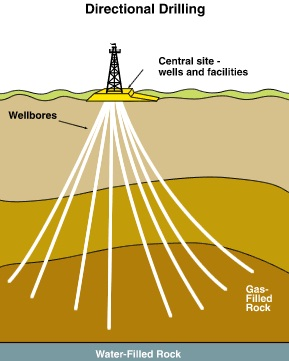 Directional Drilling
Central site -
wells and facilities
Wellbores
Gas-
Filled
Rock
Water-Filled Rock